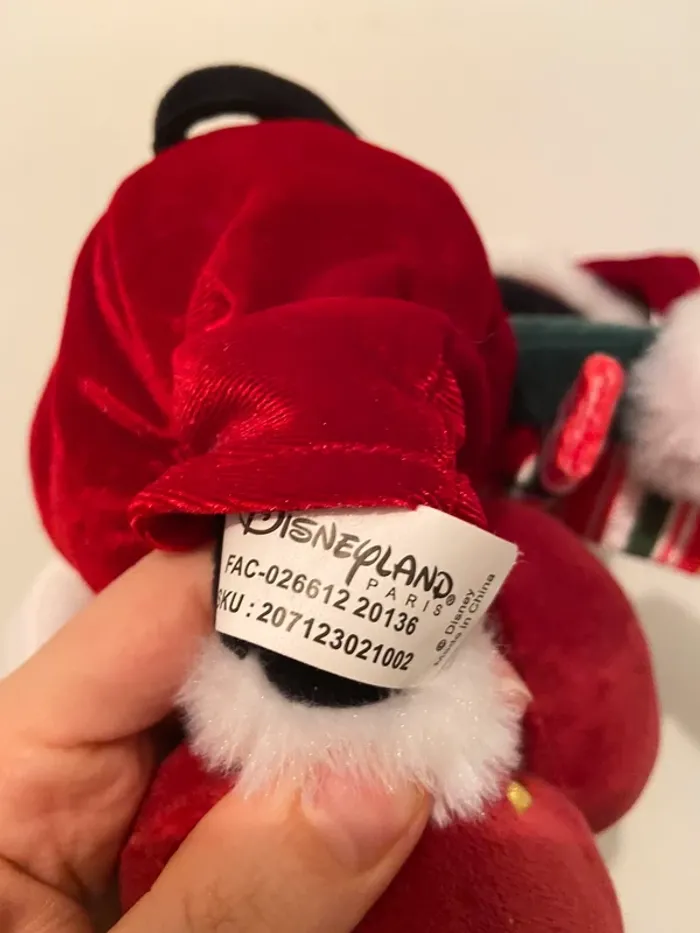 DISNEYLAND®
PARIS
FAC-026612 20136
SKU : 207123021002
© Disney
Made in China